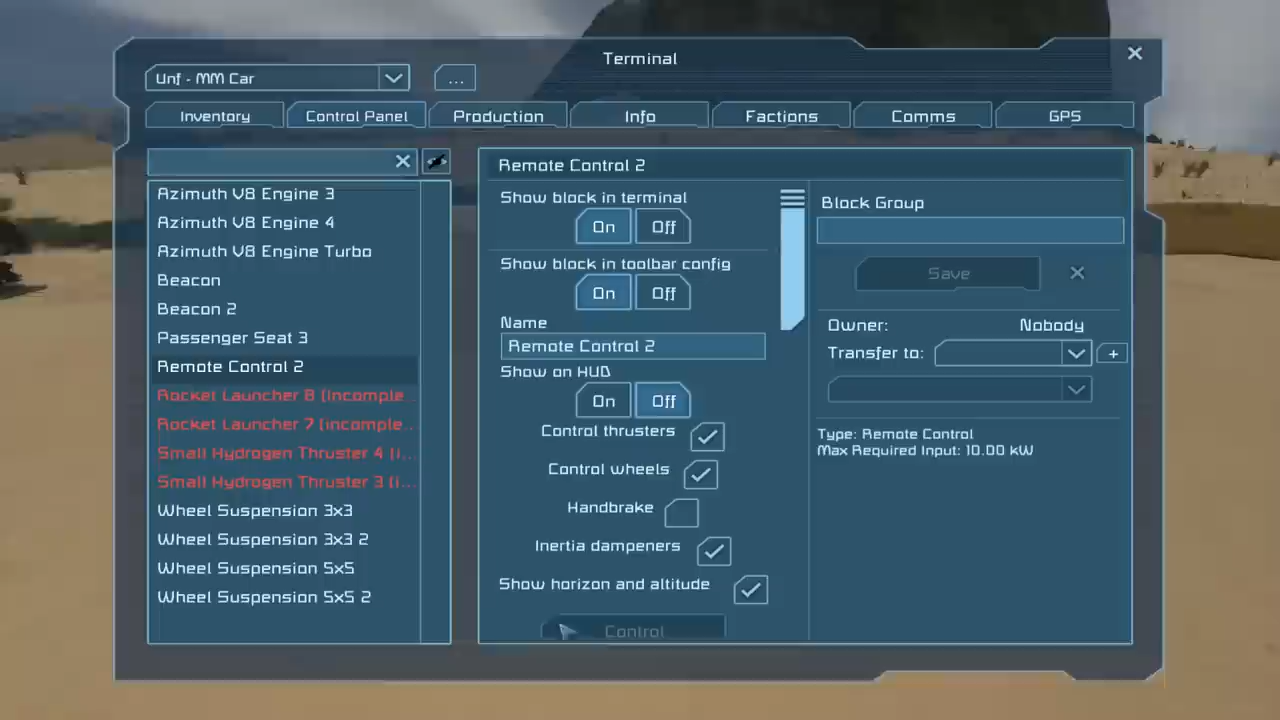 Terminal
Unf - MM Car
...
Inventory
Control Panel
Production
Info
Factions
Comms
GPS
Azimuth V8 Engine 3
Azimuth V8 Engine 4
Azimuth V8 Engine Turbo
Beacon
Beacon 2
Passenger Seat 3
Remote Control 2
Rocket Launcher 8 (Incomple...
Rocket Launcher 7 (Incomple...
Small Hydrogen Thruster 4 (I...
Small Hydrogen Thruster 3 (I...
Wheel Suspension 3x3
Wheel Suspension 3x3 2
Wheel Suspension 5x5
Wheel Suspension 5x5 2
Remote Control 2
Show block in terminal
On Off
Show block in toolbar config
On Off
Name
Remote Control 2
Show on HUD
On Off
Control thrusters
Control wheels
Handbrake
Inertia dampeners
Show horizon and altitude
Control
Block Group
Save
Owner: Nobody
Transfer to:
Type: Remote Control
Max Required Input: 10.00 kW